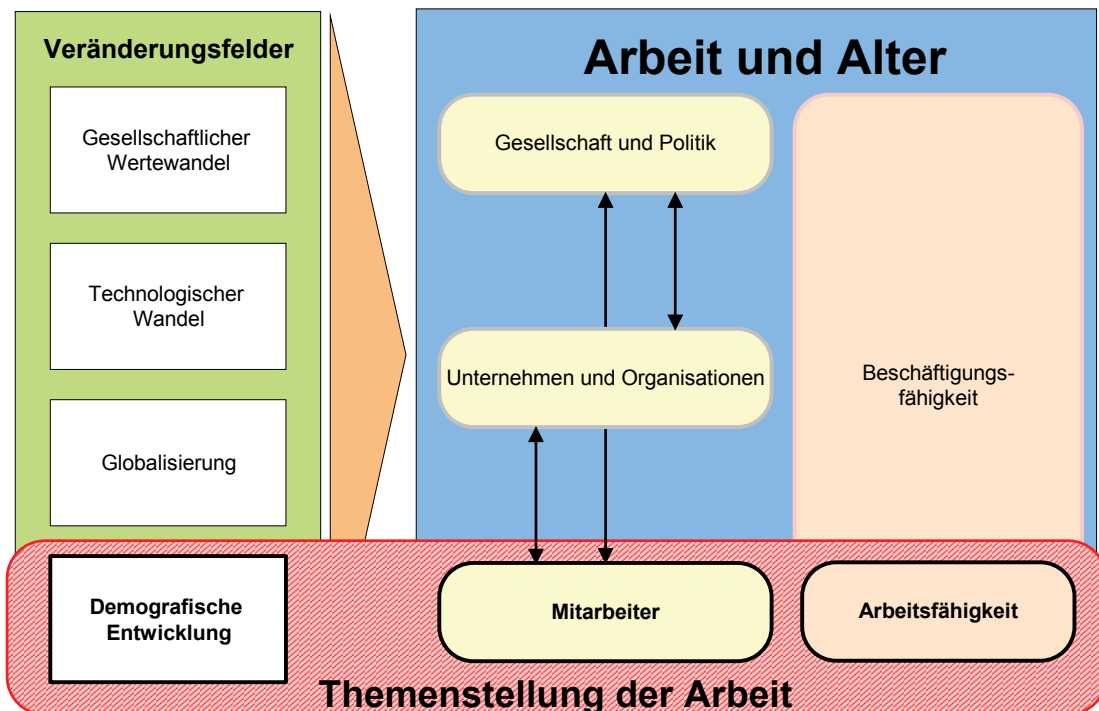 Veränderungsfelder
Gesellschaftlicher
Wertewandel
Technologischer
Wandel
Globalisierung
Demografische
Entwicklung
Arbeit und Alter
Gesellschaft und Politik
Unternehmen und Organisationen
Mitarbeiter
Beschäftigungs-
fähigkeit
Arbeitsfähigkeit
Themenstellung der Arbeit